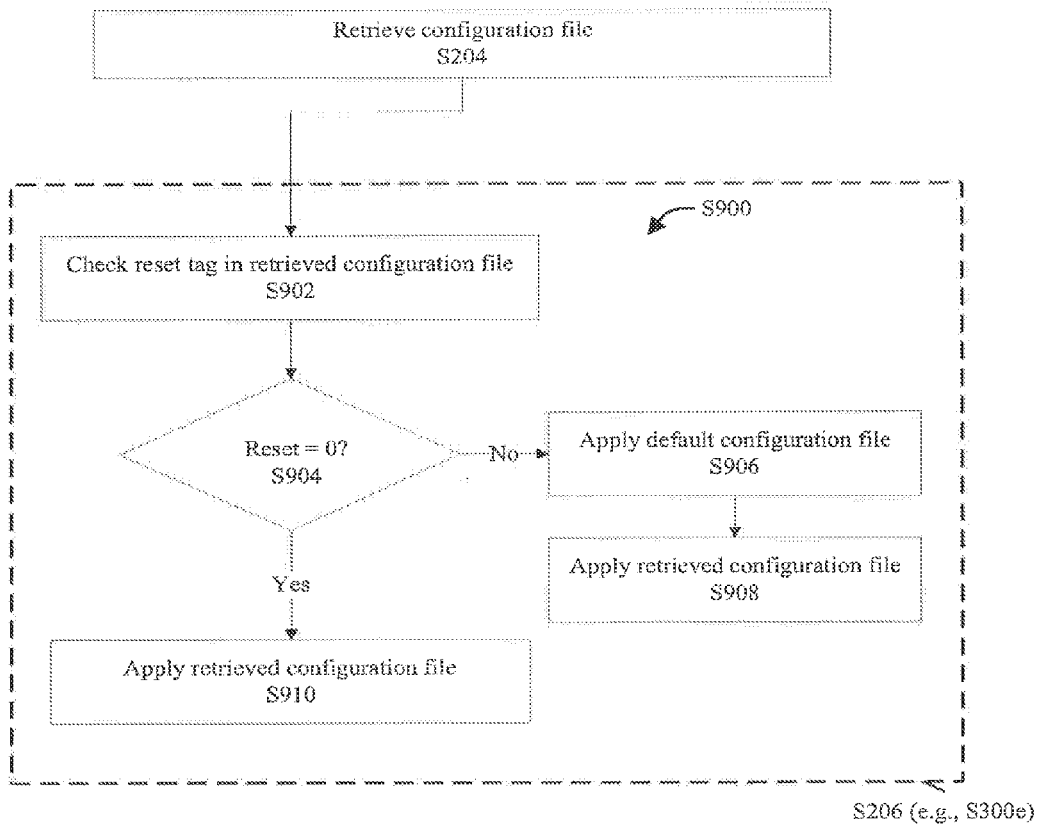 Retrieve configuration file
S204
S900
Check reset tag in retrieved configuration file
S902
Reset = 0?
S904
No
Apply default configuration file
S906
Apply retrieved configuration file
S908
Yes
Apply retrieved configuration file
S910
S206 (e.g., S300e)